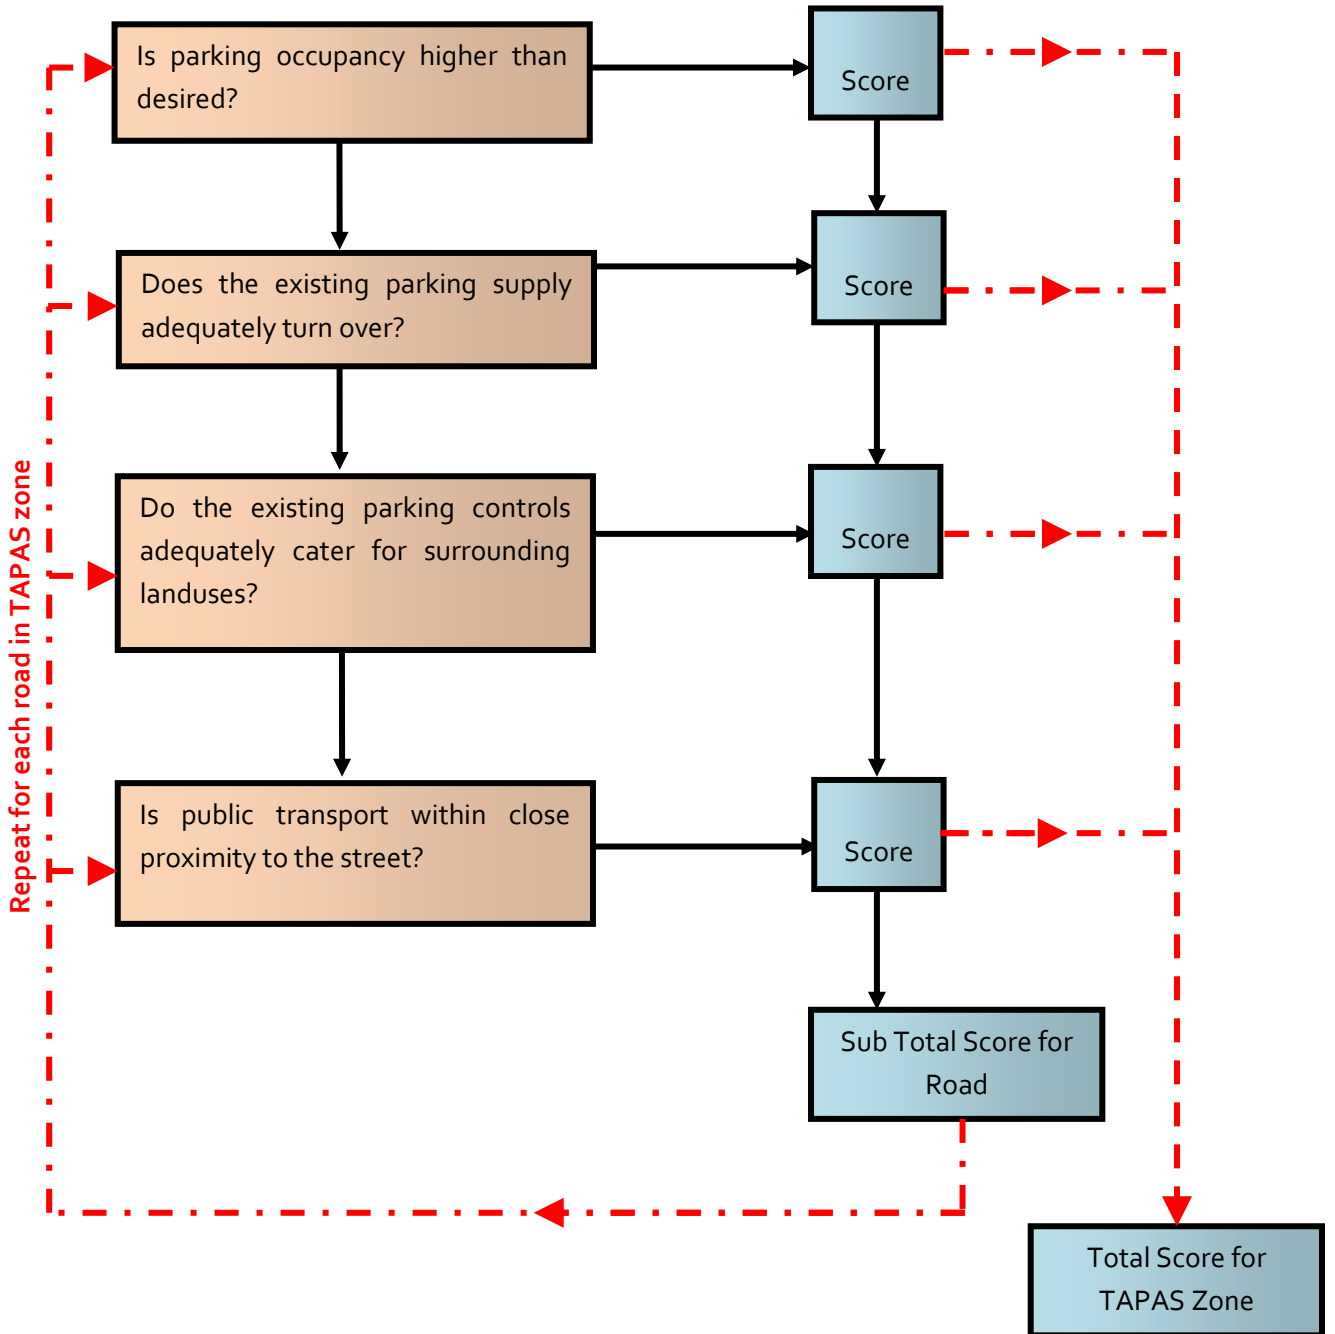 Is parking occupancy higher than
desired?
Score
Does the existing parking supply
adequately turn over?
Score
Do the existing parking controls
adequately cater for surrounding
landuses?
Score
Is public transport within close
proximity to the street?
Score
Repeat for each road in TAPAS zone
Sub Total Score for
Road
Total Score for
TAPAS Zone